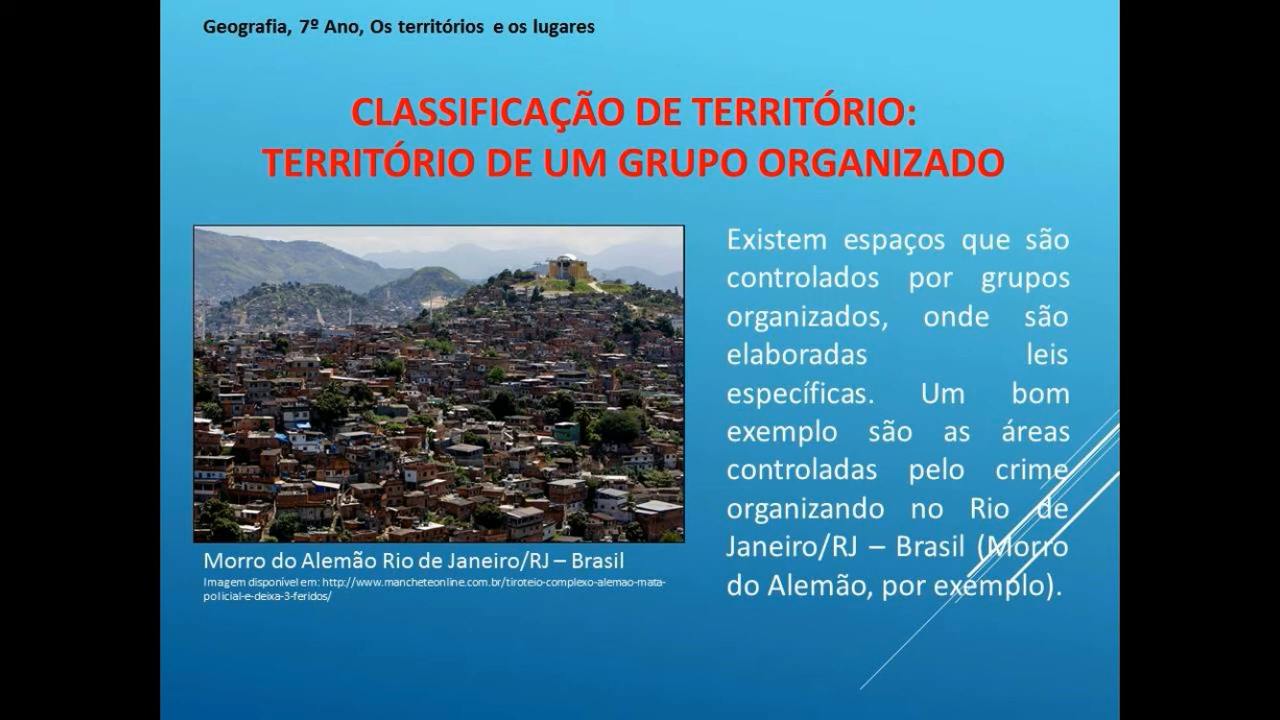 Geografia, 7º Ano, Os territórios e os lugares
CLASSIFICAÇÃO DE TERRITÓRIO:
TERRITÓRIO DE UM GRUPO ORGANIZADO
Existem espaços que são
controlados por grupos
organizados, onde são
elaboradas leis
específicas. Um bom
exemplo são as áreas
controladas pelo crime
organizando no Rio de
Janeiro/RJ – Brasil (Morro
do Alemão, por exemplo).
Morro do Alemão Rio de Janeiro/RJ – Brasil
Imagem disponível em: http://www.mancheteonline.com.br/tiroteio-complexo-alemao-mata-
policial-e-deixa-3-feridos/